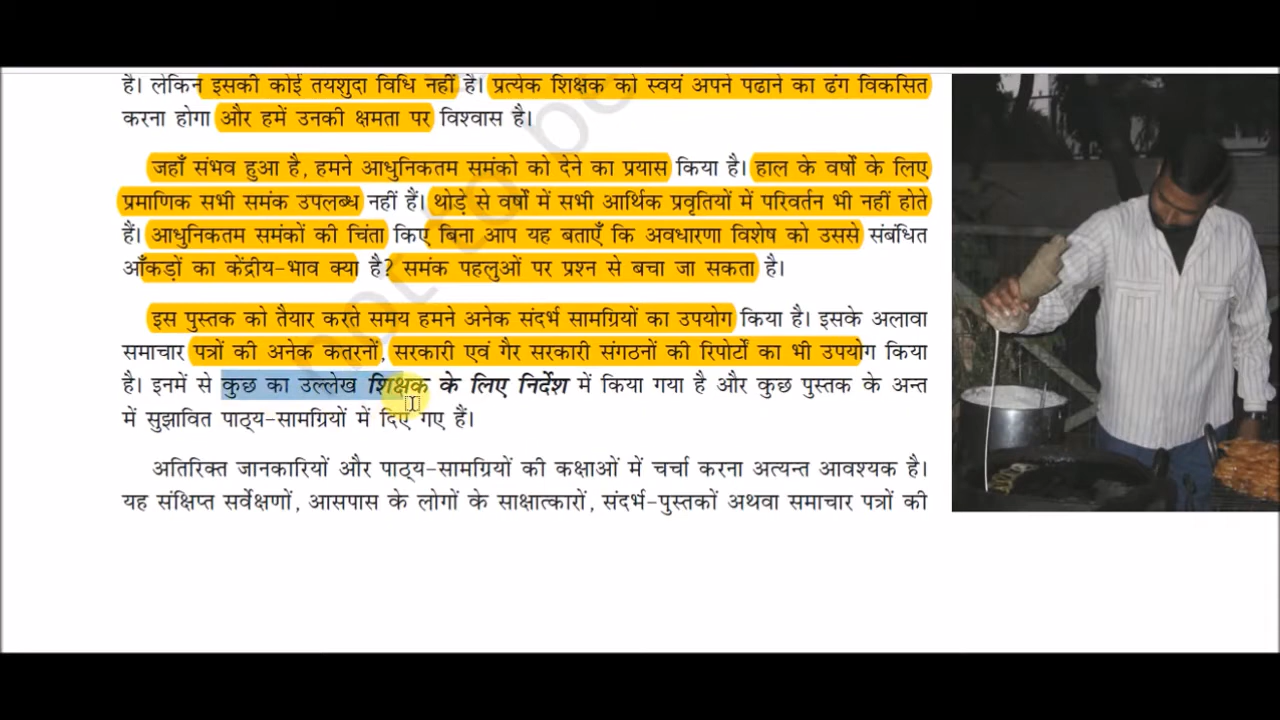 है। लेकिन इसकी कोई तयशुदा विधि नहीं है। प्रत्येक शिक्षक को स्वयं अपने पढाने का ढंग विकसित
करना होगा और हमें उनकी क्षमता पर विश्वास है।
जहाँ संभव हुआ है, हमने आधुनिकतम समंको को देने का प्रयास किया है। हाल के वर्षों के लिए
प्रमाणिक सभी समंक उपलब्ध नहीं हैं। थोड़े से वर्षों में सभी आर्थिक प्रवृतियों में परिवर्तन भी नहीं होते
हैं। आधुनिकतम समंकों की चिंता किए बिना आप यह बताएँ कि अवधारणा विशेष को उससे संबंधित
आँकड़ों का केंद्रीय-भाव क्या है? समंक पहलुओं पर प्रश्न से बचा जा सकता है।
इस पुस्तक को तैयार करते समय हमने अनेक संदर्भ सामग्रियों का उपयोग किया है। इसके अलावा
समाचार पत्रों की अनेक कतरनों, सरकारी एवं गैर सरकारी संगठनों की रिपोर्टों का भी उपयोग किया
है। इनमें से कुछ का उल्लेख शिक्षक के लिए निर्देश में किया गया है और कुछ पुस्तक के अन्त
में सुझावित पाठ्य-सामग्रियों में दिए गए हैं।
अतिरिक्त जानकारियों और पाठ्य-सामग्रियों की कक्षाओं में चर्चा करना अत्यन्त आवश्यक है।
यह संक्षिप्त सर्वेक्षणों, आसपास के लोगों के साक्षात्कारों, संदर्भ-पुस्तकों अथवा समाचार पत्रों की
not to be